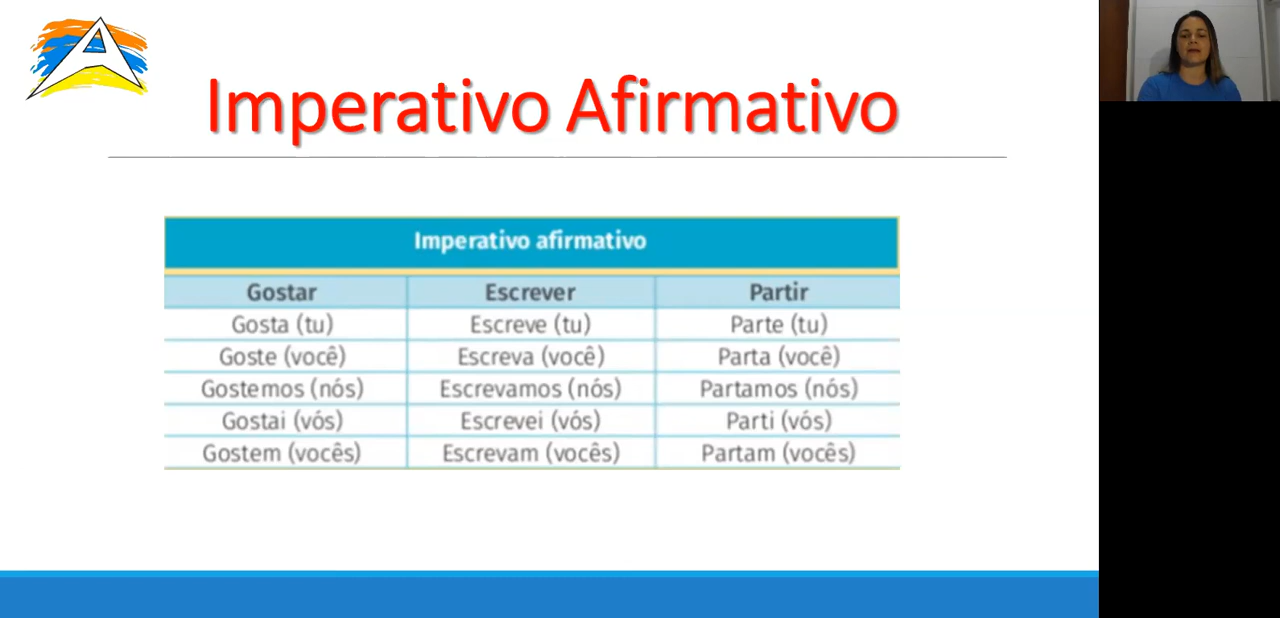 Imperativo Afirmativo
Imperativo afirmativo
Gostar Escrever Partir
Gosta (tu) Escreve (tu) Parte (tu)
Goste (você) Escreva (você) Parta (você)
Gostemos (nós) Escrevamos (nós) Partamos (nós)
Gostai (vós) Escrevei (vós) Parti (vós)
Gostem (vocês) Escrevam (vocês) Partam (vocês)